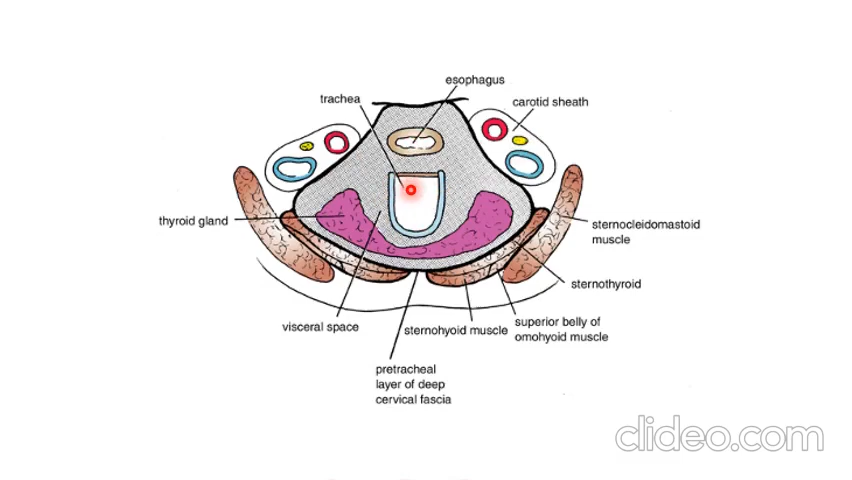 esophagus
trachea
carotid sheath
thyroid gland
sternocleidomastoid
muscle
sternothyroid
visceral space
sternohyoid muscle
superior belly of
omohyoid muscle
pretracheal
layer of deep
cervical fascia
clideo.com